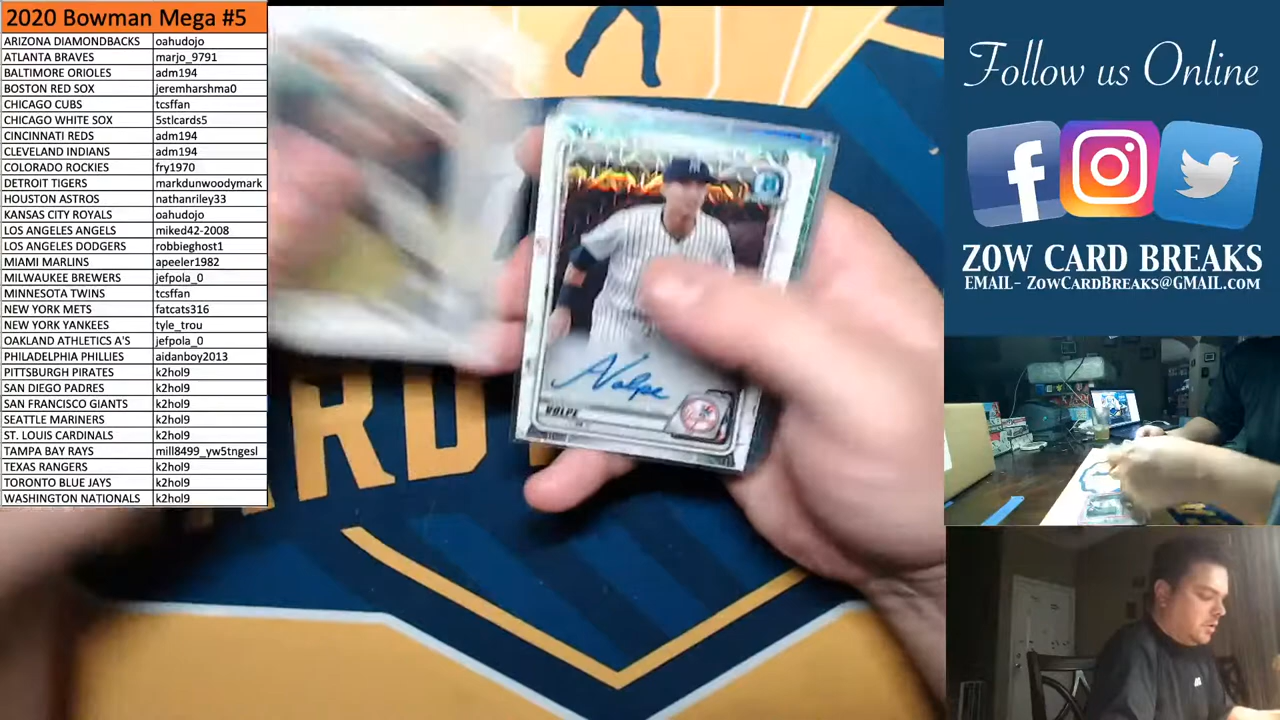 2020 Bowman Mega #5
ARIZONA DIAMONDBACKS oahudojo
ATLANTA BRAVES marjo_9791
BALTIMORE ORIOLES adm194
BOSTON RED SOX jeremharshma0
CHICAGO CUBS tcsffan
CHICAGO WHITE SOX 5stlcards5
CINCINNATI REDS adm194
CLEVELAND INDIANS adm194
COLORADO ROCKIES fry1970
DETROIT TIGERS markdunwoodymark
HOUSTON ASTROS nathanriley33
KANSAS CITY ROYALS oahudojo
LOS ANGELES ANGELS miked42-2008
LOS ANGELES DODGERS robbieghost1
MIAMI MARLINS apeeler1982
MILWAUKEE BREWERS jefpola_0
MINNESOTA TWINS tcsffan
NEW YORK METS fatcats316
NEW YORK YANKEES tyle_trou
OAKLAND ATHLETICS A'S jefpola_0
PHILADELPHIA PHILLIES aidanboy2013
PITTSBURGH PIRATES k2hol9
SAN DIEGO PADRES k2hol9
SAN FRANCISCO GIANTS k2hol9
SEATTLE MARINERS k2hol9
ST. LOUIS CARDINALS k2hol9
TAMPA BAY RAYS mill8499_yw5tngesl
TEXAS RANGERS k2hol9
TORONTO BLUE JAYS k2hol9
WASHINGTON NATIONALS k2hol9
A Volpe
VOLPE
ARD
Follow us Online
f
ZOW CARD BREAKS
EMAIL- ZOWCARDBREAKS@GMAIL.COM